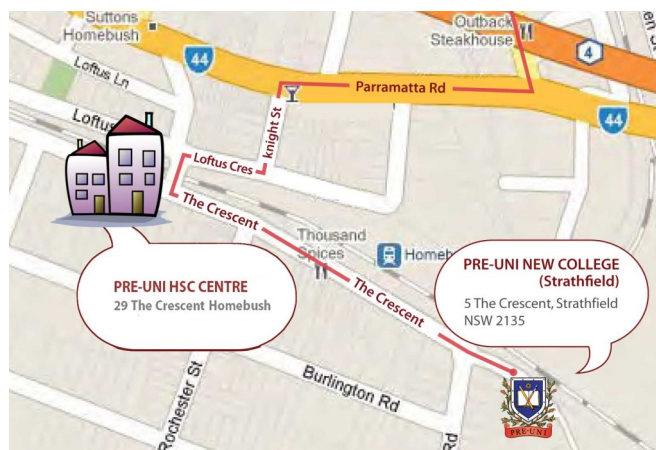 Suttons
Homebush
44
Outback
Steakhouse
4
Loftus Ln
Parramatta Rd
44
Loftus
knight St
Loftus Cres
The Crescent
Thousand
Spices
Homeb
PRE-UNI HSC CENTRE
29 The Crescent Homebush
PRE-UNI NEW COLLEGE
(Strathfield)
5 The Crescent, Strathfield
NSW 2135
The Crescent
Burlington Rd
Rochester St
Rd
PRE-UNI